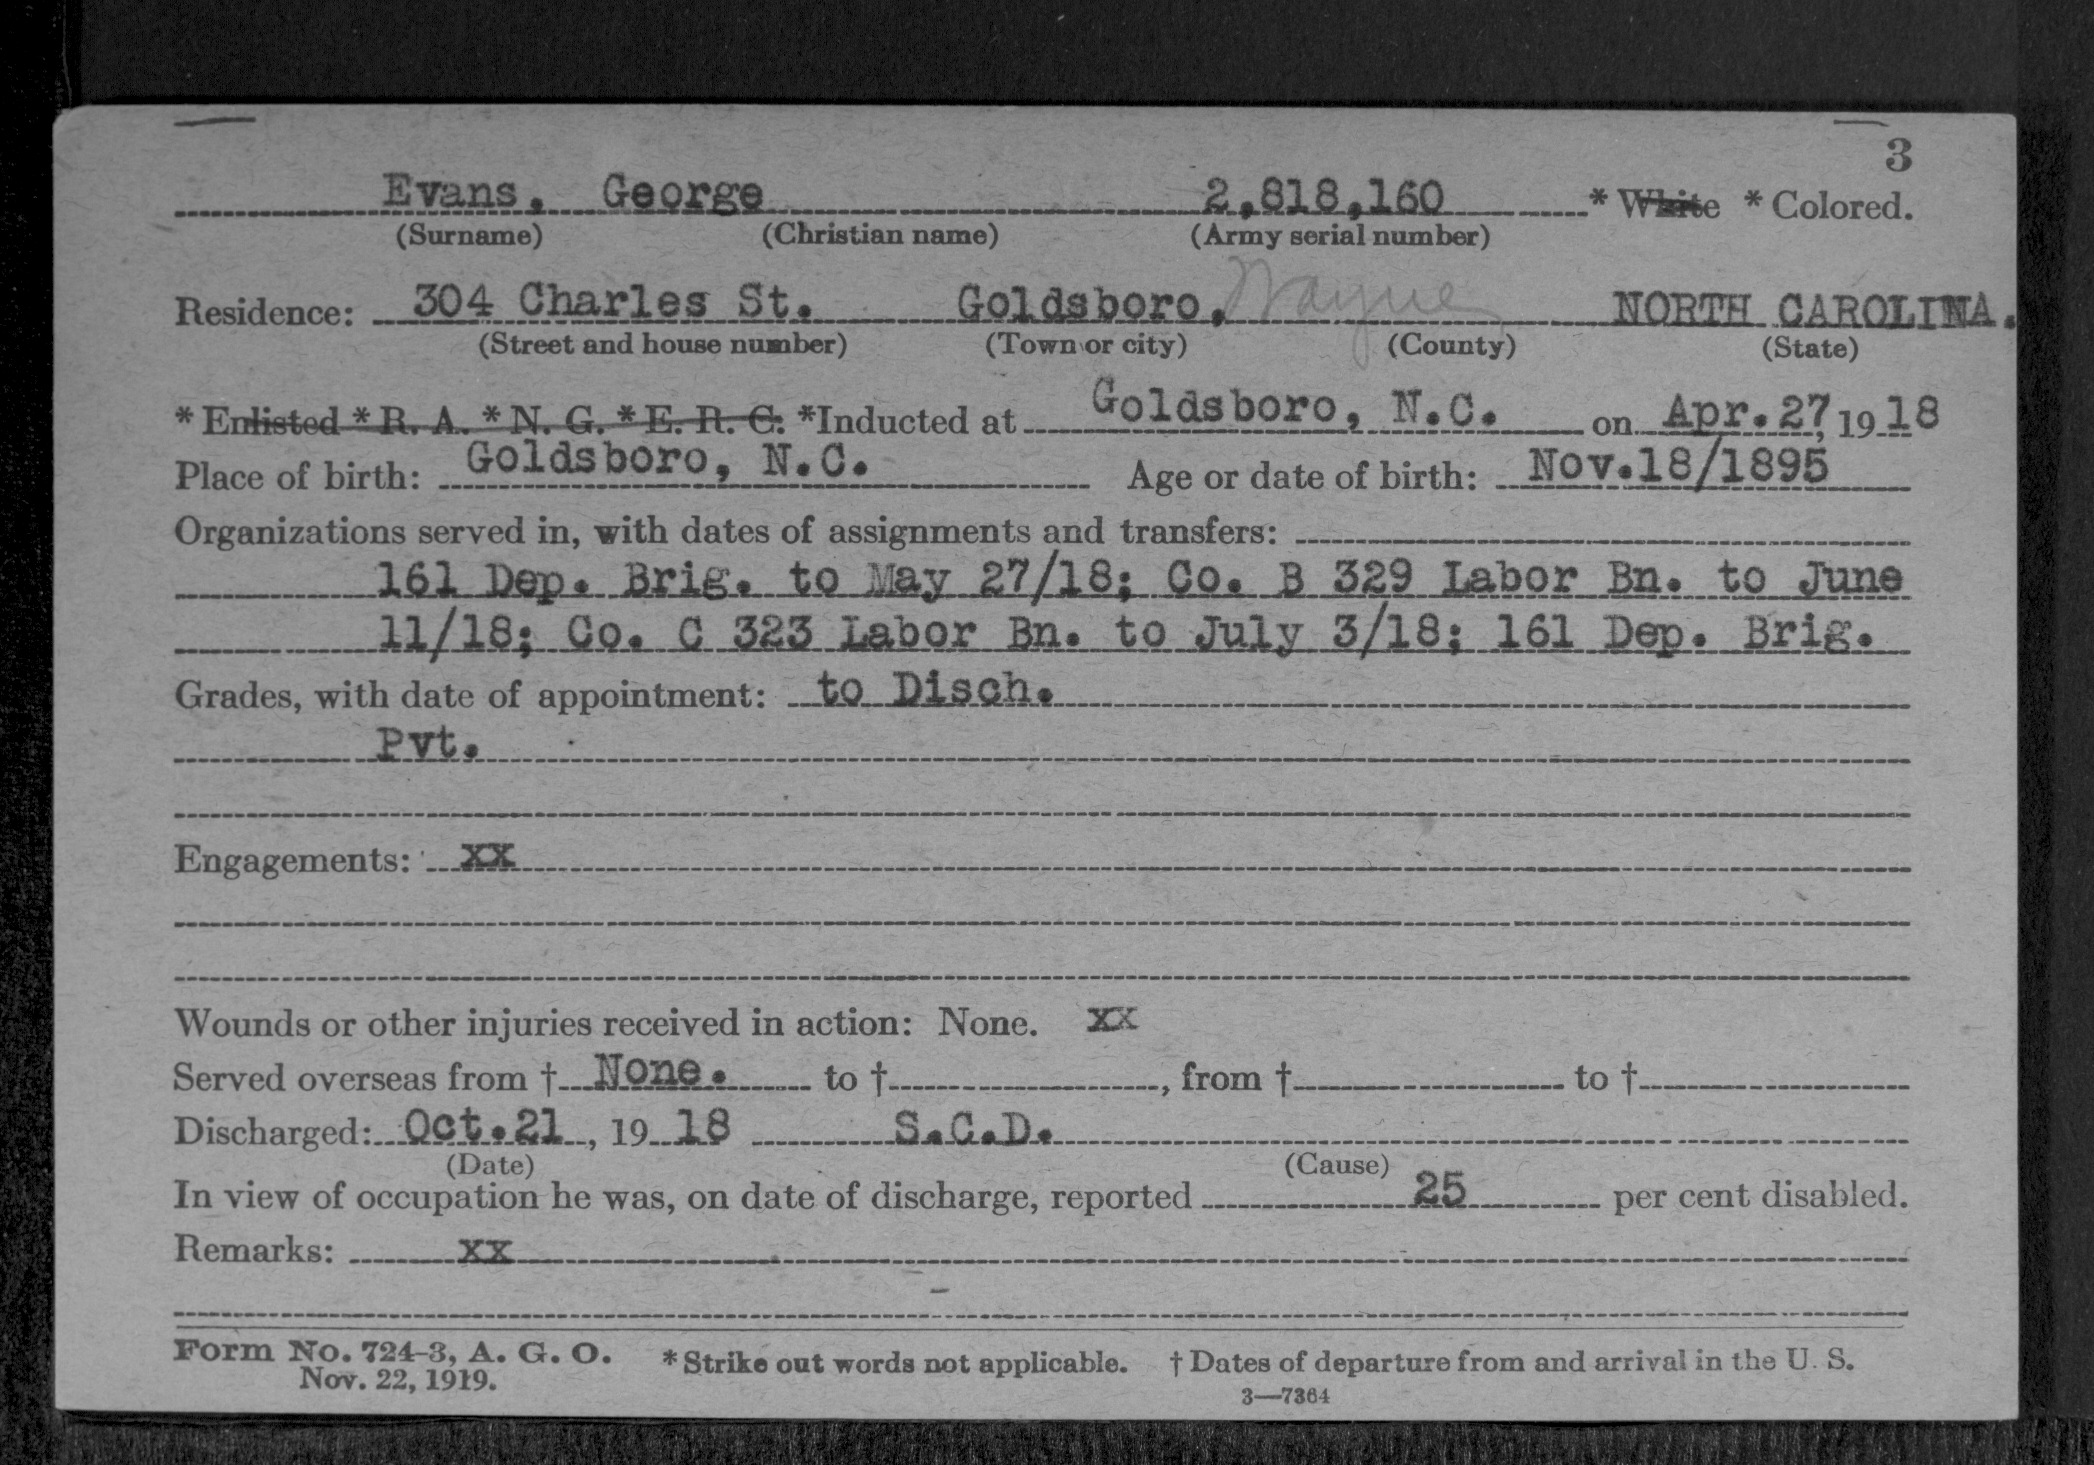 3
Evans, George 2,818,160 * White * Colored.
(Surname) (Christian name) (Army serial number)
Residence: 304 Charles St. Goldsboro, Wayne NORTH CAROLINA.
(Street and house number) (Town or city) (County) (State)
* Enlisted * R. A. * N. G. * E. R. C. *Inducted at Goldsboro, N.C. on Apr. 27, 19 18
Place of birth: Goldsboro, N.C. Age or date of birth: Nov.18/1895
Organizations served in, with dates of assignments and transfers:
161 Dep. Brig. to May 27/18; Co. B 329 Labor Bn. to June
11/18; Co. C 323 Labor Bn. to July 3/18; 161 Dep. Brig.
Grades, with date of appointment: to Disch.
Pvt.
Engagements: xx
Wounds or other injuries received in action: None. xx
Served overseas from † None. to †, from † to †
Discharged: Oct.21, 19 18 S.C.D.
(Date) (Cause)
In view of occupation he was, on date of discharge, reported 25 per cent disabled.
Remarks: xx
Form No. 724-3, A. G. O. * Strike out words not applicable. † Dates of departure from and arrival in the U. S.
Nov. 22, 1919.
3—7364